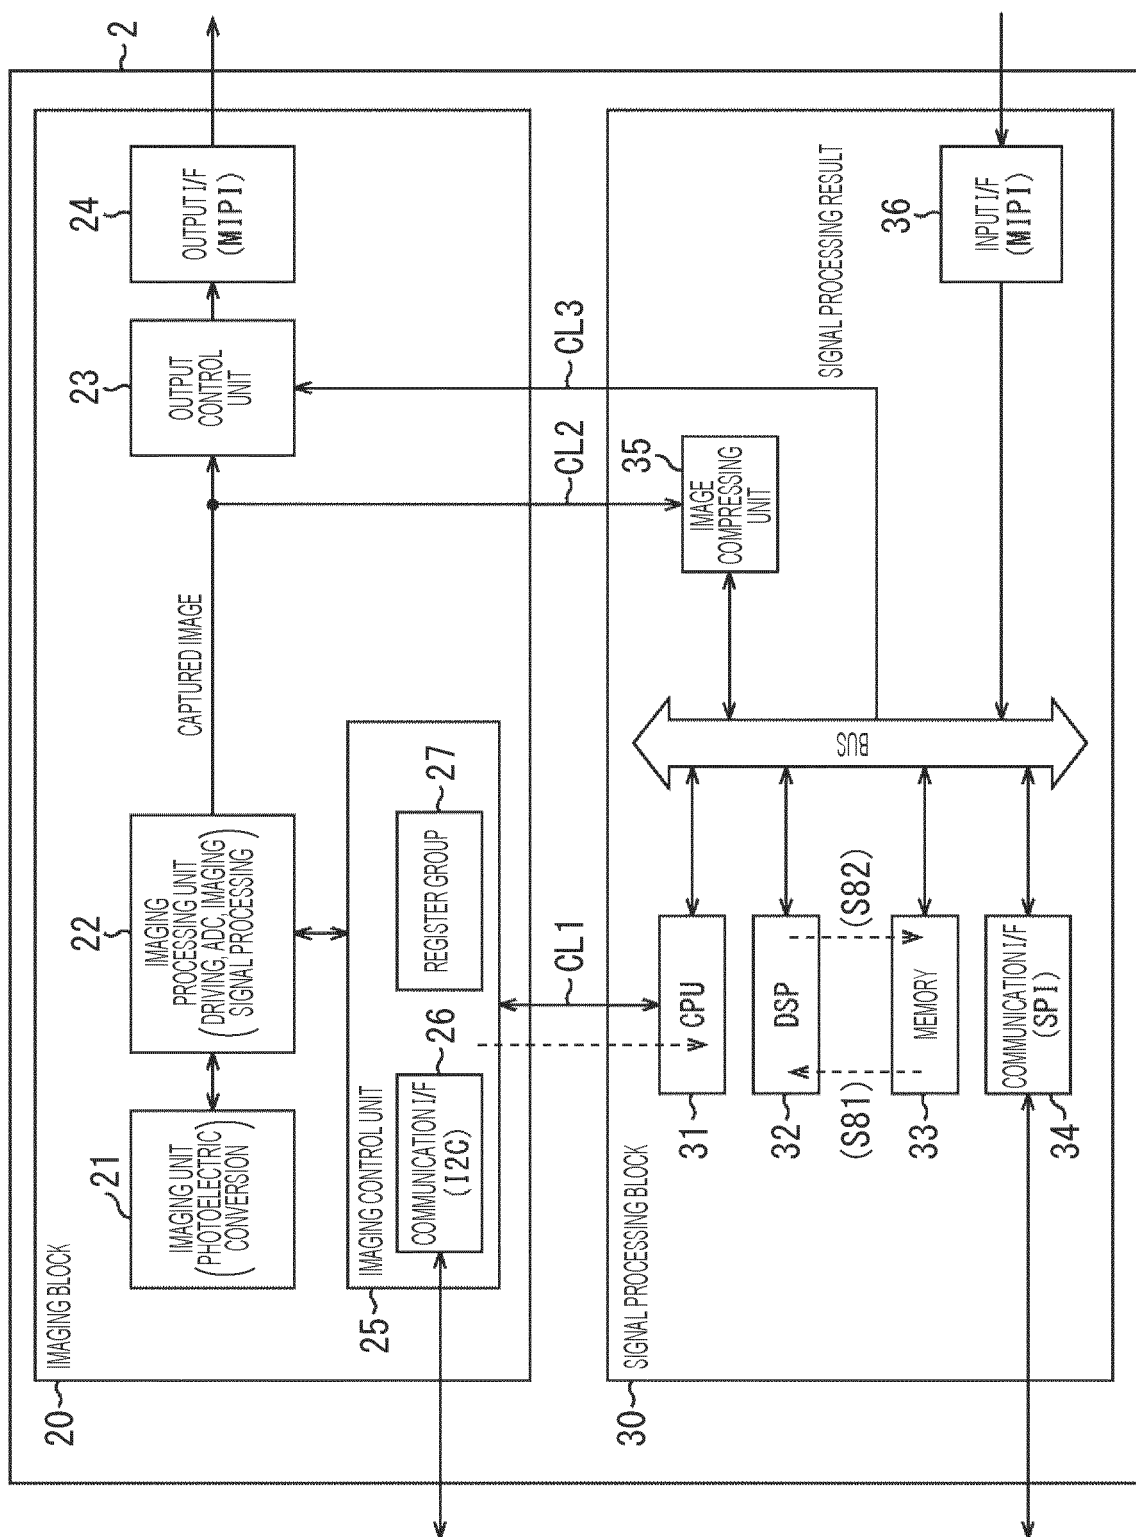 2
20
IMAGING BLOCK
21
IMAGING UNIT
(PHOTOELECTRIC
CONVERSION)
22
IMAGING
PROCESSING UNIT
(DRIVING, ADC, IMAGING
SIGNAL PROCESSING)
CAPTURED IMAGE
23
OUTPUT
CONTROL
UNIT
24
OUTPUT I/F
(MIPI)
25
IMAGING CONTROL UNIT
26
COMMUNICATION I/F
(I2C)
27
REGISTER GROUP
CL1
CL2
CL3
30
SIGNAL PROCESSING BLOCK
31
CPU
32
DSP
(S81)
(S82)
33
MEMORY
34
COMMUNICATION I/F
(SPI)
BUS
35
IMAGE
COMPRESSING
UNIT
SIGNAL PROCESSING RESULT
36
INPUT I/F
(MIPI)